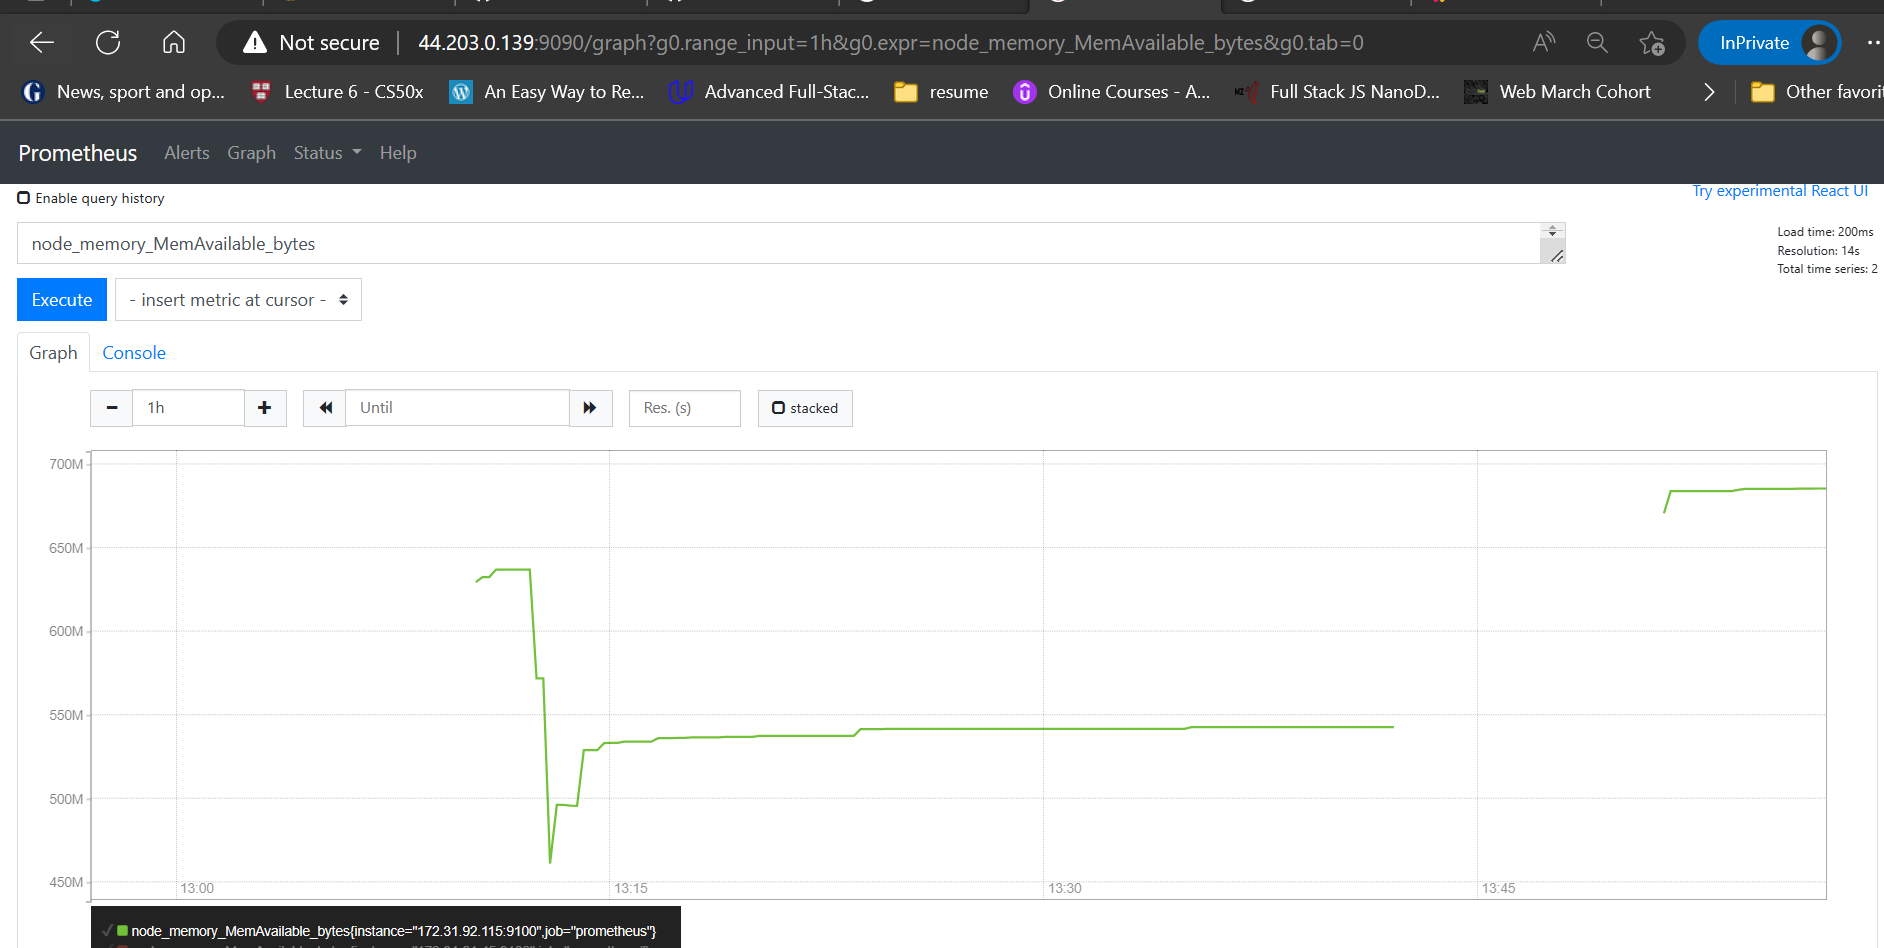 Not secure 44.203.0.139:9090/graph?g0.range_input=1h&g0.expr=node_memory_MemAvailable_bytes&g0.tab=0 InPrivate
News, sport and op... Lecture 6 - CS50x An Easy Way to Re... Advanced Full-Stac... resume Online Courses - A... Full Stack JS NanoD... Web March Cohort Other favori
Prometheus Alerts Graph Status Help
Enable query history
Try experimental React UI
node_memory_MemAvailable_bytes
Load time: 200ms
Resolution: 14s
Total time series: 2
Execute - insert metric at cursor -
Graph Console
1h Until Res. (s) stacked
700M
650M
600M
550M
500M
450M
13:00 13:15 13:30 13:45
node_memory_MemAvailable_bytes{instance="172.31.92.115:9100",job="prometheus"}